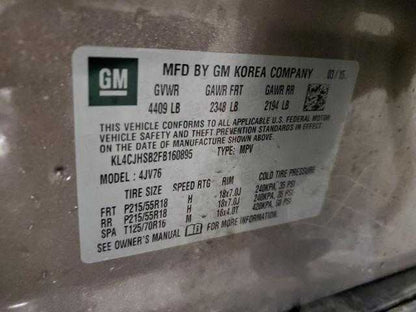 GM
MFD BY GM KOREA COMPANY 03 / 15
GVWR GAWR FRT GAWR RR
4409 LB 2348 LB 2194 LB
THIS VEHICLE CONFORMS TO ALL APPLICABLE U.S. FEDERAL MOTOR
VEHICLE SAFETY AND THEFT PREVENTION STANDARDS IN EFFECT
ON THE DATE OF MANUFACTURE SHOWN ABOVE.
KL4CJHSB2FB160895 TYPE: MPV
MODEL: 4JV76
TIRE SIZE SPEED RTG RIM COLD TIRE PRESSURE
FRT P215/55R18 H 18x7.0J 240KPA, 35 PSI
RR P215/55R18 H 18x7.0J 240KPA, 35 PSI
SPA T125/70R16 M 16x4.0T 420KPA, 60 PSI
SEE OWNER'S MANUAL FOR MORE INFORMATION.